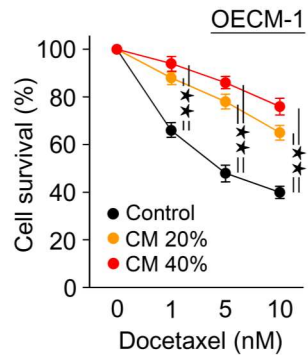 OECM-1
Cell survival (%)
100
80
60
40
20
0
★★
★★
★★
Control
CM 20%
CM 40%
0
1
5
10
Docetaxel (nM)